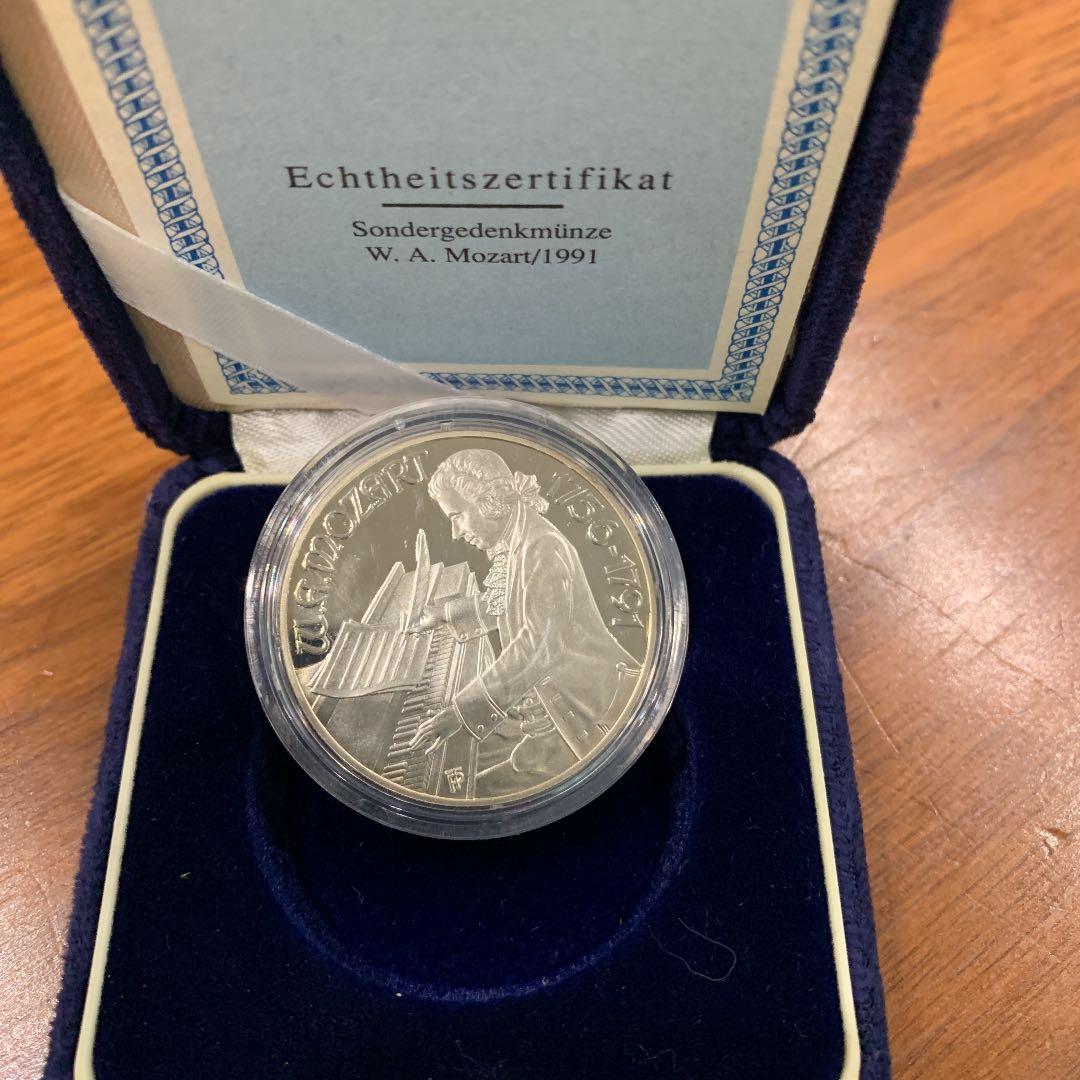 Echtheitszertifikat
Sondergedenkmünze
W. A. Mozart/1991
W.A.MOZART 1756-1791